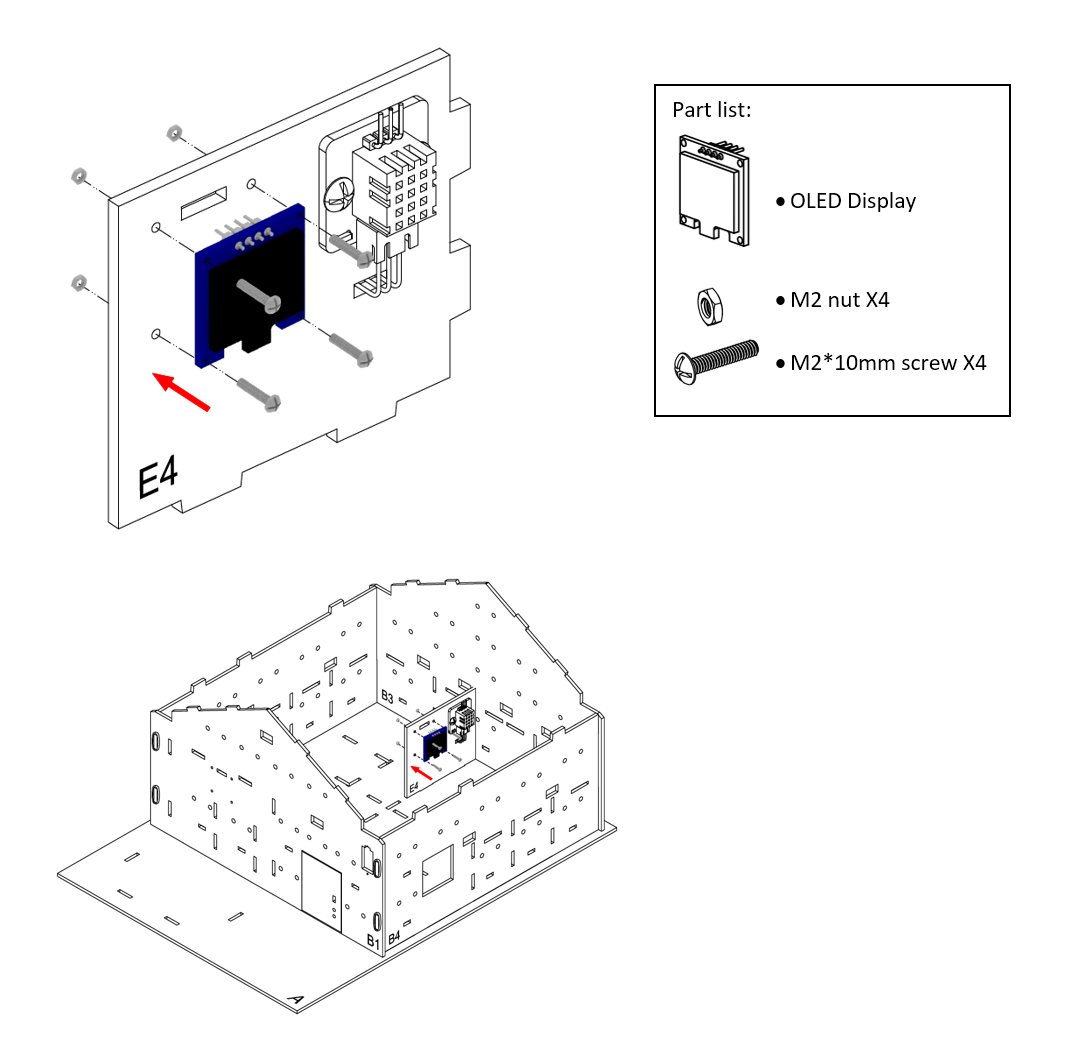 Part list:
● OLED Display
● M2 nut X4
● M2*10mm screw X4
E4
B3
E4
B1
B4
A